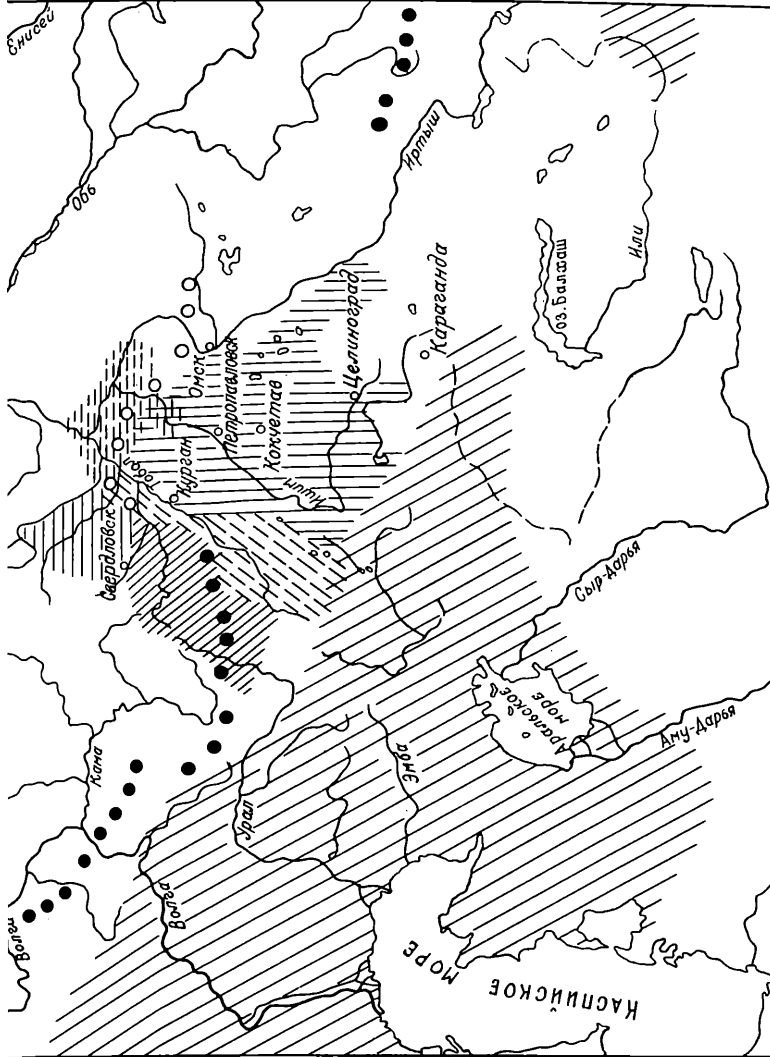 Енисей
Обь
Иртыш
Или
оз. Балхаш
Караганда
Целиноград
Кокчетав
Петропавловск
Омск
Курган
Ишим
Тобол
Свердловск
Сыр-Дарья
Аральское
море
Аму-Дарья
Эмба
Урал
Кама
Волга
Волга
КАСПИЙСКОЕ
МОРЕ